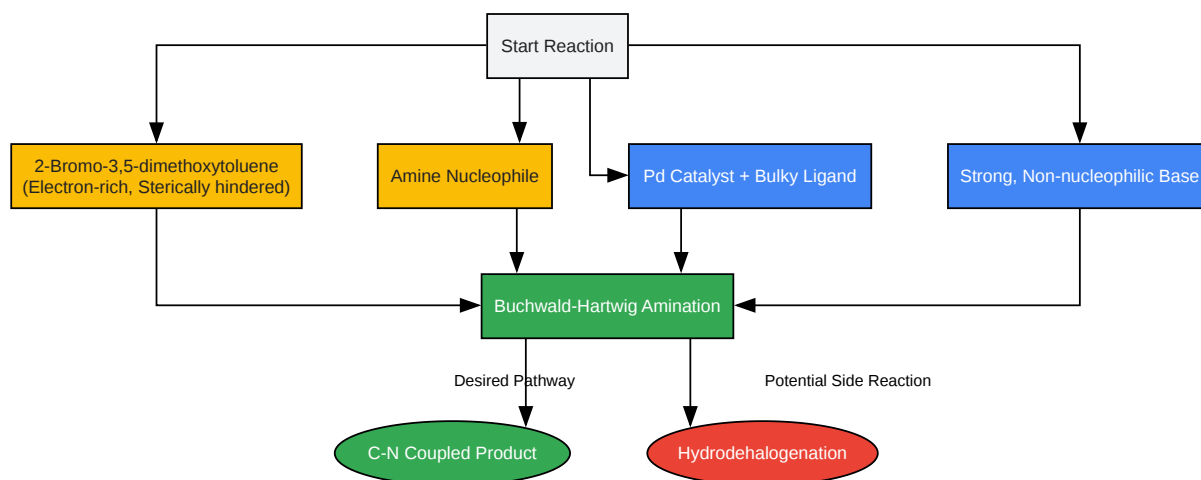 Start Reaction
2-Bromo-3,5-dimethoxytoluene
(Electron-rich, Sterically hindered)
Amine Nucleophile
Pd Catalyst + Bulky Ligand
Strong, Non-nucleophilic Base
Buchwald-Hartwig Amination
Desired Pathway
Potential Side Reaction
C-N Coupled Product
Hydrodehalogenation